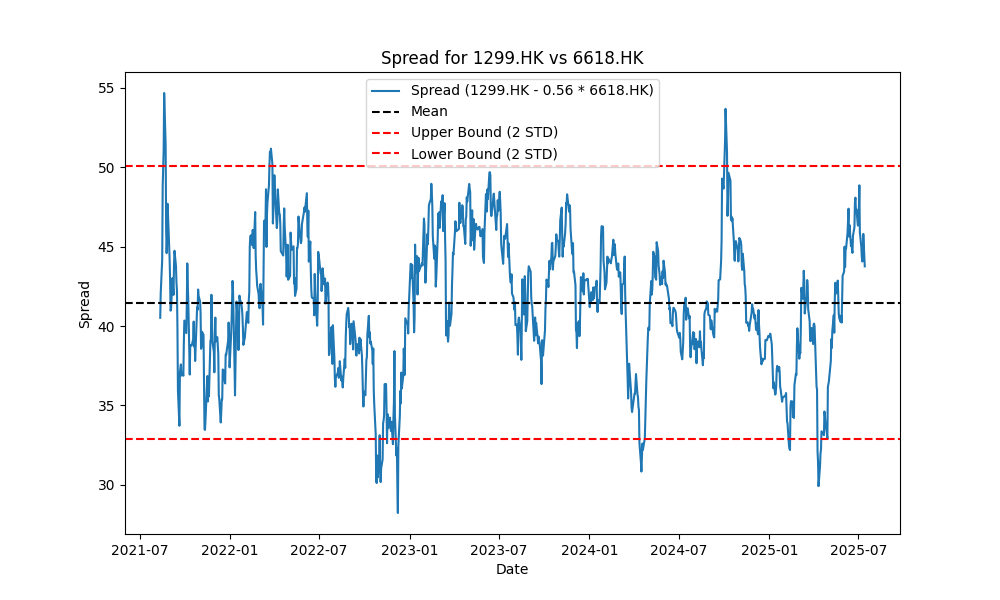 Spread for 1299.HK vs 6618.HK
Spread (1299.HK - 0.56 * 6618.HK)
Mean
Upper Bound (2 STD)
Lower Bound (2 STD)
Spread
55
50
45
40
35
30
2021-07 2022-01 2022-07 2023-01 2023-07 2024-01 2024-07 2025-01 2025-07
Date